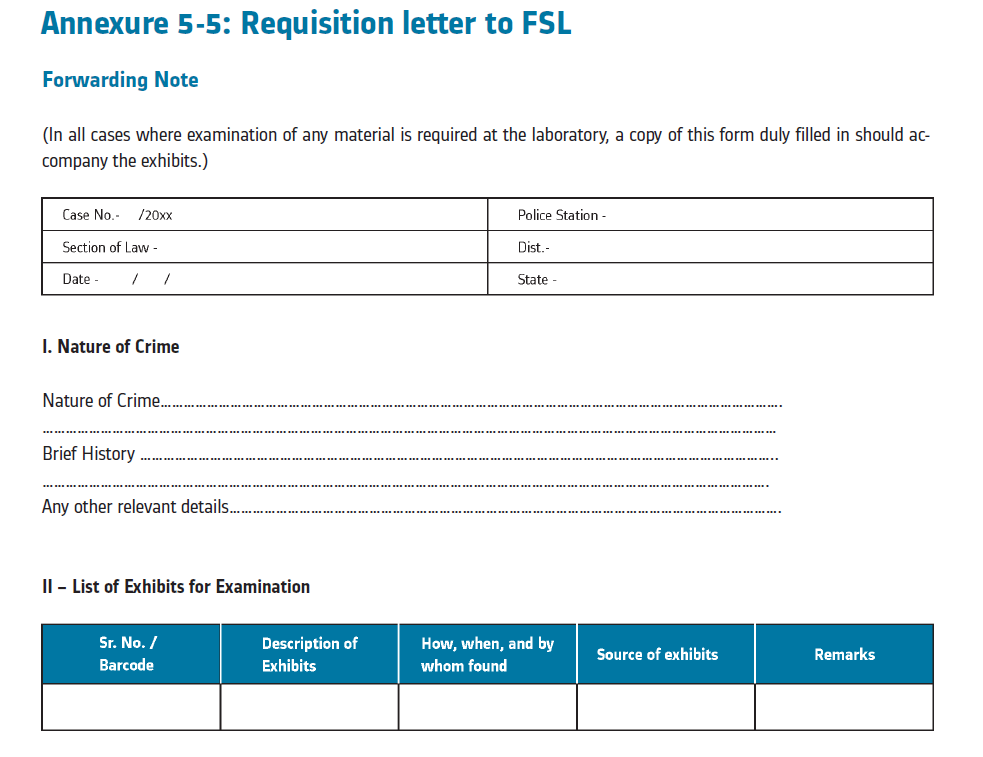 Annexure 5-5: Requisition letter to FSL
Forwarding Note
(In all cases where examination of any material is required at the laboratory, a copy of this form duly filled in should ac-
company the exhibits.)
Case No.- /20xx
Police Station -
Section of Law -
Dist.-
Date - / /
State -
I. Nature of Crime
Nature of Crime……………………………………………………………………………………………………………………………………………….
……………………………………………………………………………………………………………………………………………………………………
Brief History …………………………………………………………………………………………………………………………………………………..
………………………………………………………………………………………………………………………………………………………………….
Any other relevant details……………………………………………………………………………………………………………………………….
II – List of Exhibits for Examination
Sr. No. /
Barcode
Description of
Exhibits
How, when, and by
whom found
Source of exhibits
Remarks